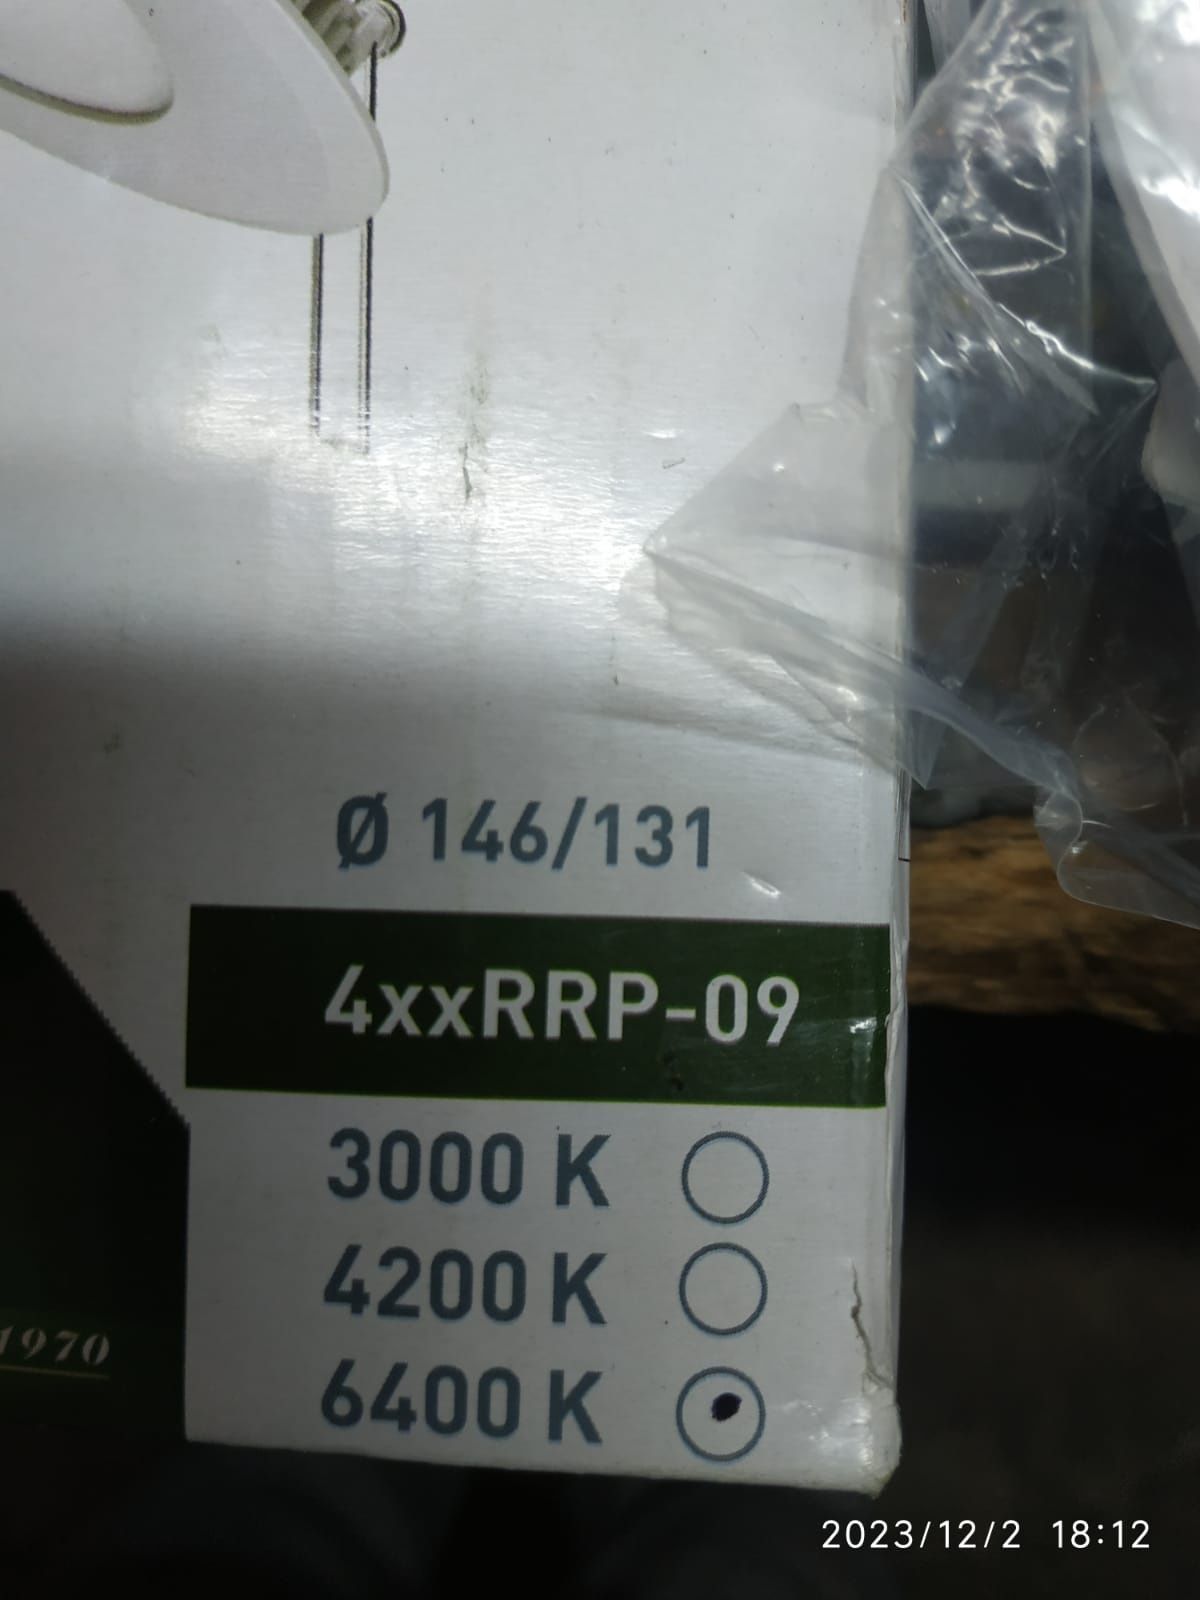 Ø 146/131
4xxRRP-09
3000 K
4200 K
6400 K
1970
2023/12/2 18:12